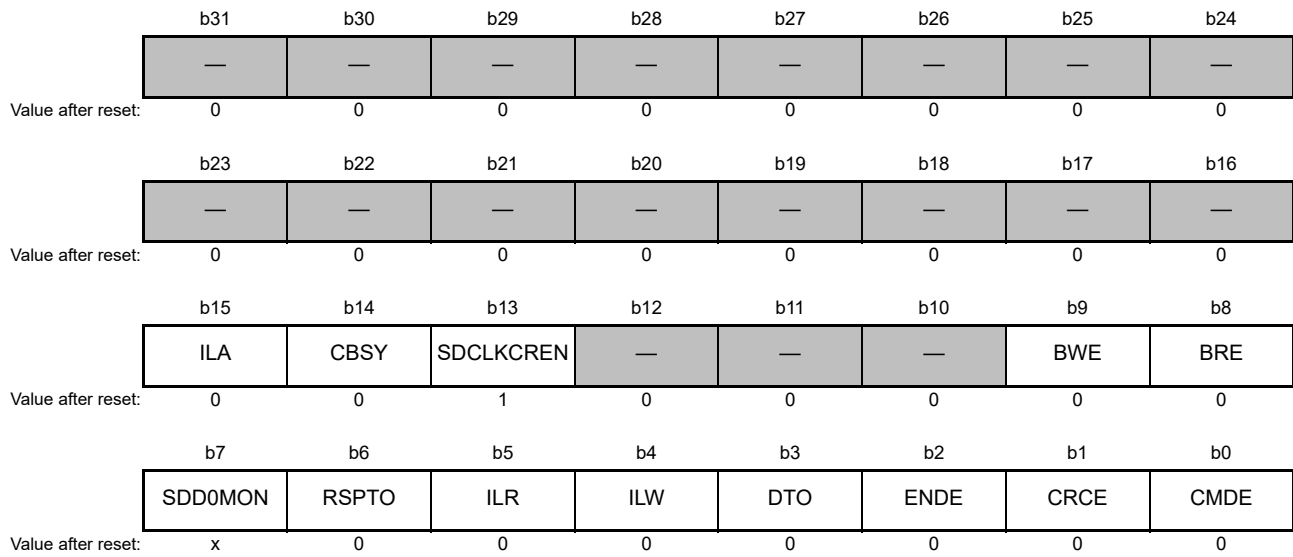 b31 b30 b29 b28 b27 b26 b25 b24
— — — — — — — —
Value after reset: 0 0 0 0 0 0 0 0
b23 b22 b21 b20 b19 b18 b17 b16
— — — — — — — —
Value after reset: 0 0 0 0 0 0 0 0
b15 b14 b13 b12 b11 b10 b9 b8
ILA CBSY SDCLKCREN — — — BWE BRE
Value after reset: 0 0 1 0 0 0 0 0
b7 b6 b5 b4 b3 b2 b1 b0
SDD0MON RSPTO ILR ILW DTO ENDE CRCE CMDE
Value after reset: x 0 0 0 0 0 0 0